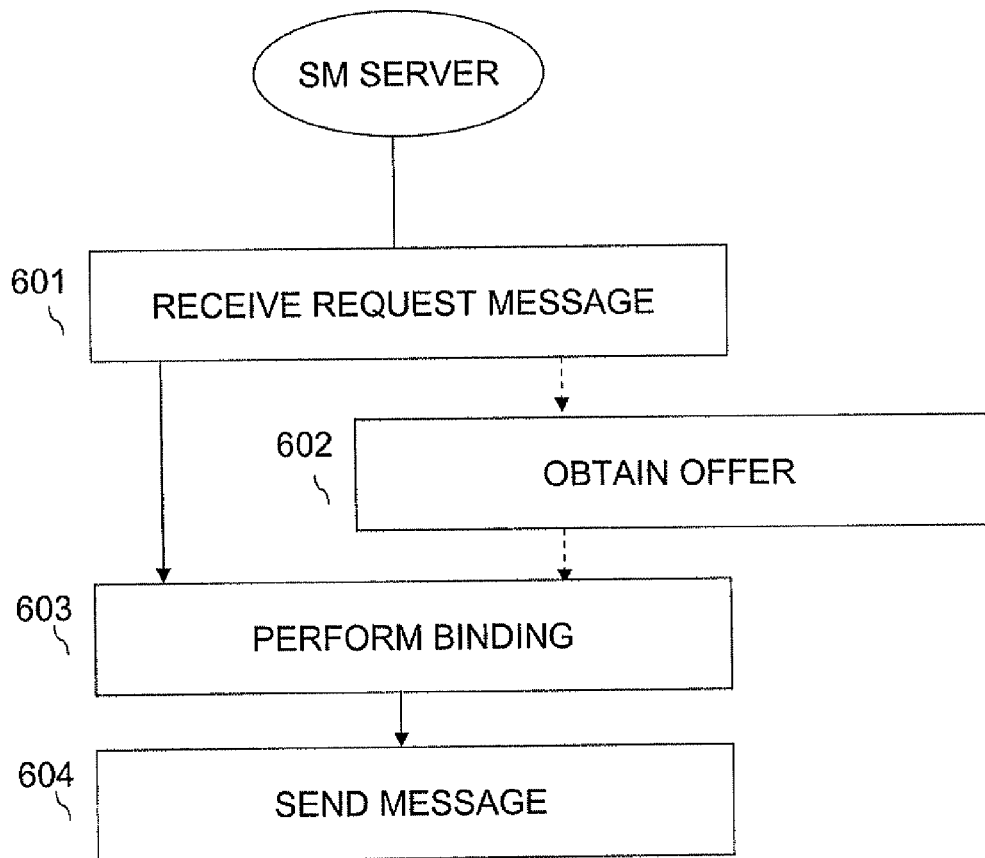 SM SERVER
601
RECEIVE REQUEST MESSAGE
602
OBTAIN OFFER
603
PERFORM BINDING
604
SEND MESSAGE